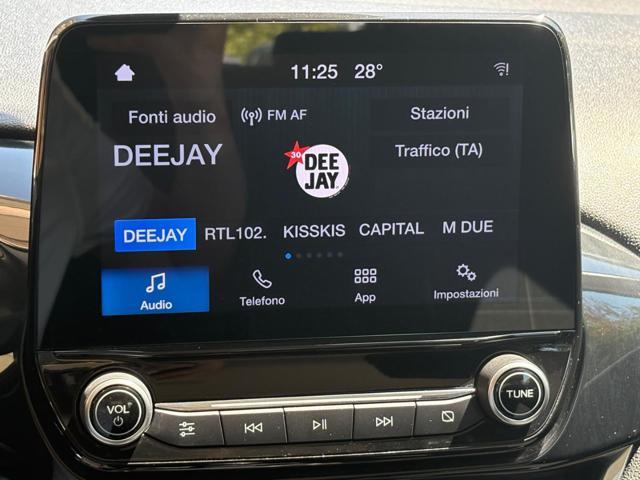 11:25 28°
Fonti audio FM AF Stazioni
DEEJAY 30 DEE JAY Traffico (TA)
DEEJAY RTL102. KISSKIS CAPITAL M DUE
Audio Telefono App Impostazioni
VOL TUNE